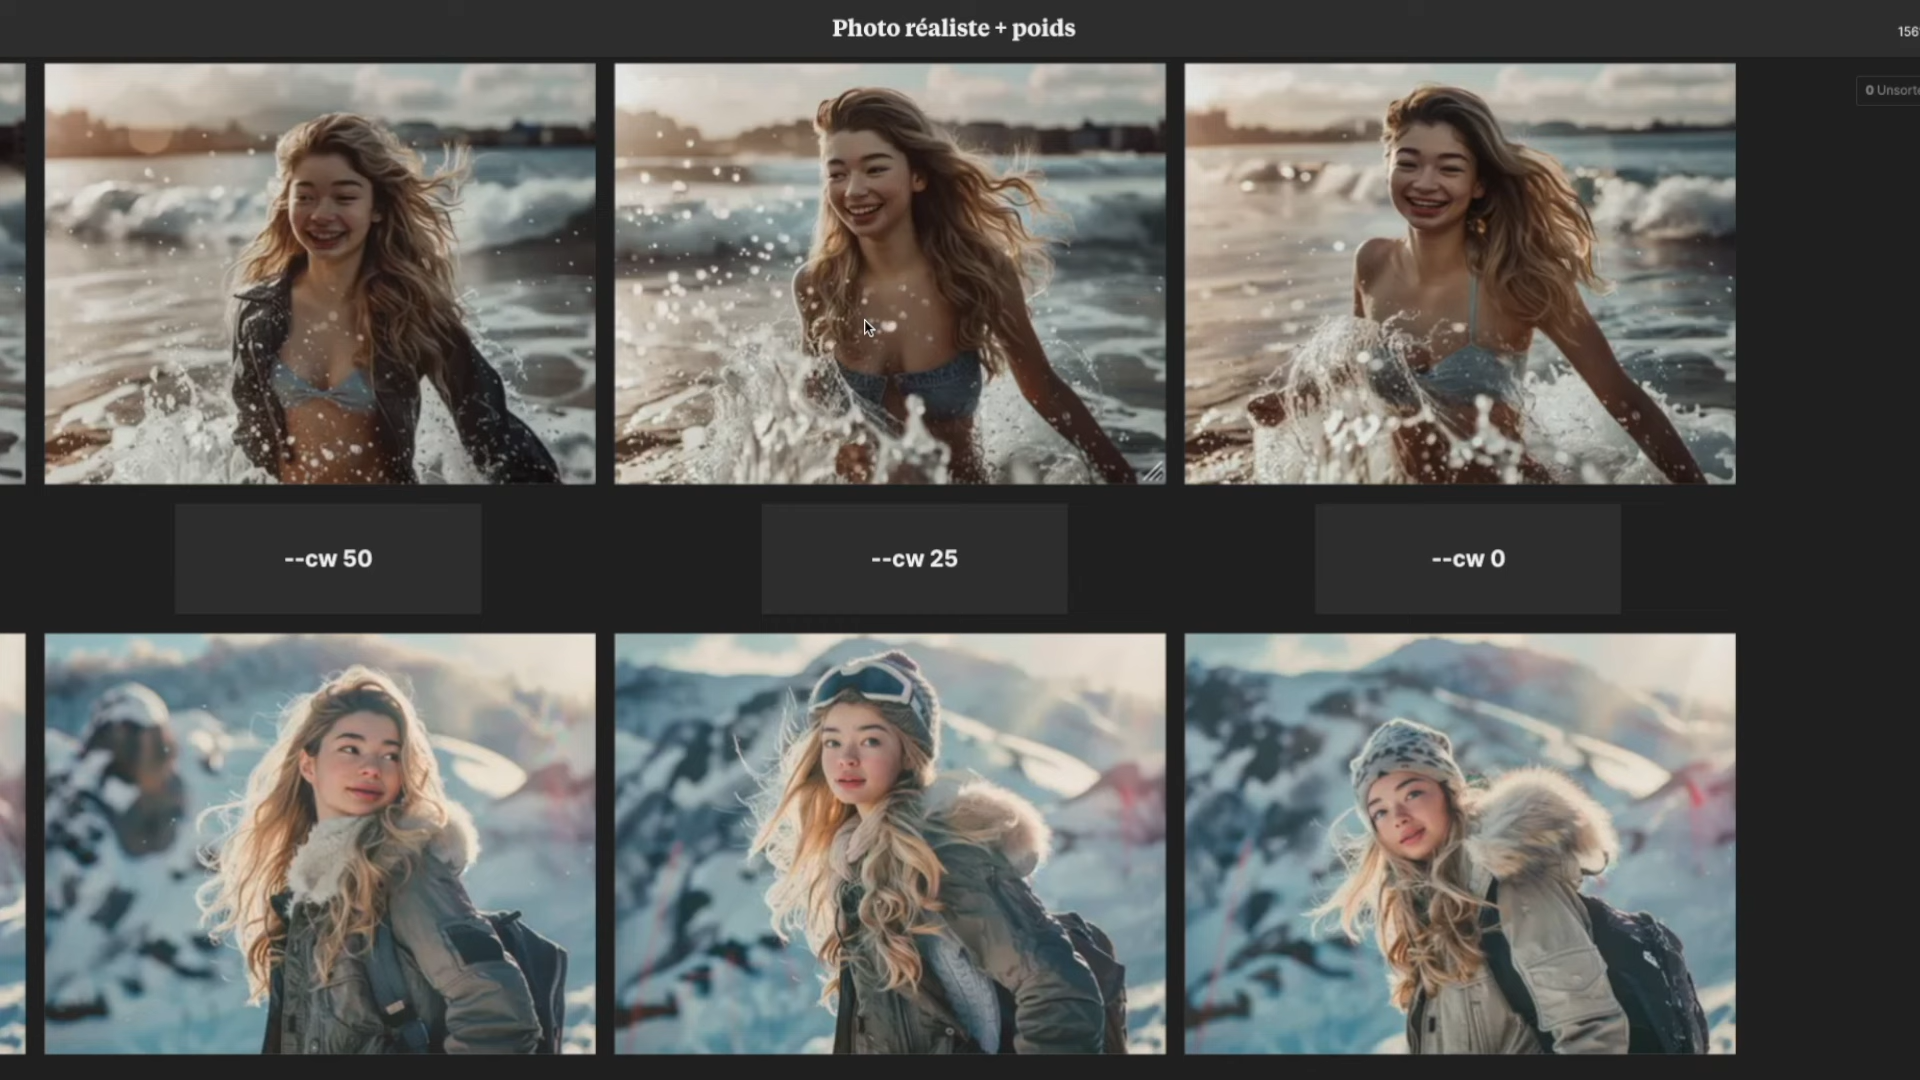 Photo réaliste + poids
156
0 Unsorte
--cw 50
--cw 25
--cw 0